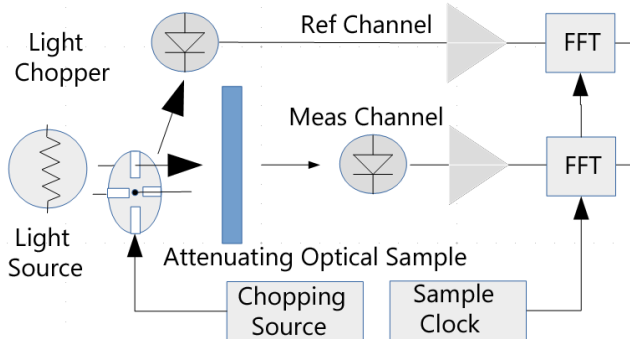 Light
Chopper
Ref Channel
FFT
Meas Channel
FFT
Light
Source
Attenuating Optical Sample
Chopping
Source
Sample
Clock